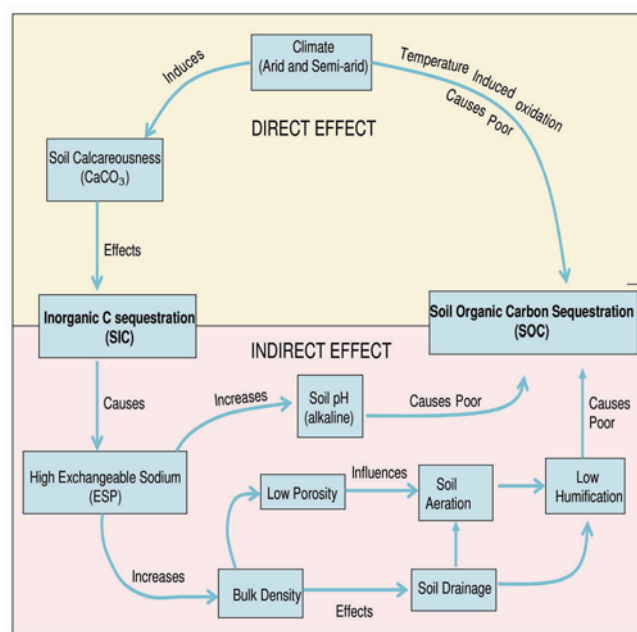 Climate
(Arid and Semi-arid)
Induces
Temperature Induced oxidation
Causes Poor
DIRECT EFFECT
Soil Calcareousness
(CaCO₃)
Effects
Inorganic C sequestration
(SIC)
Soil Organic Carbon Sequestration
(SOC)
INDIRECT EFFECT
Causes
Increases
Soil pH
(alkaline)
Causes Poor
Causes
Poor
High Exchangeable Sodium
(ESP)
Low Porosity
Influences
Soil
Aeration
Low
Humification
Increases
Bulk Density
Effects
Soil Drainage